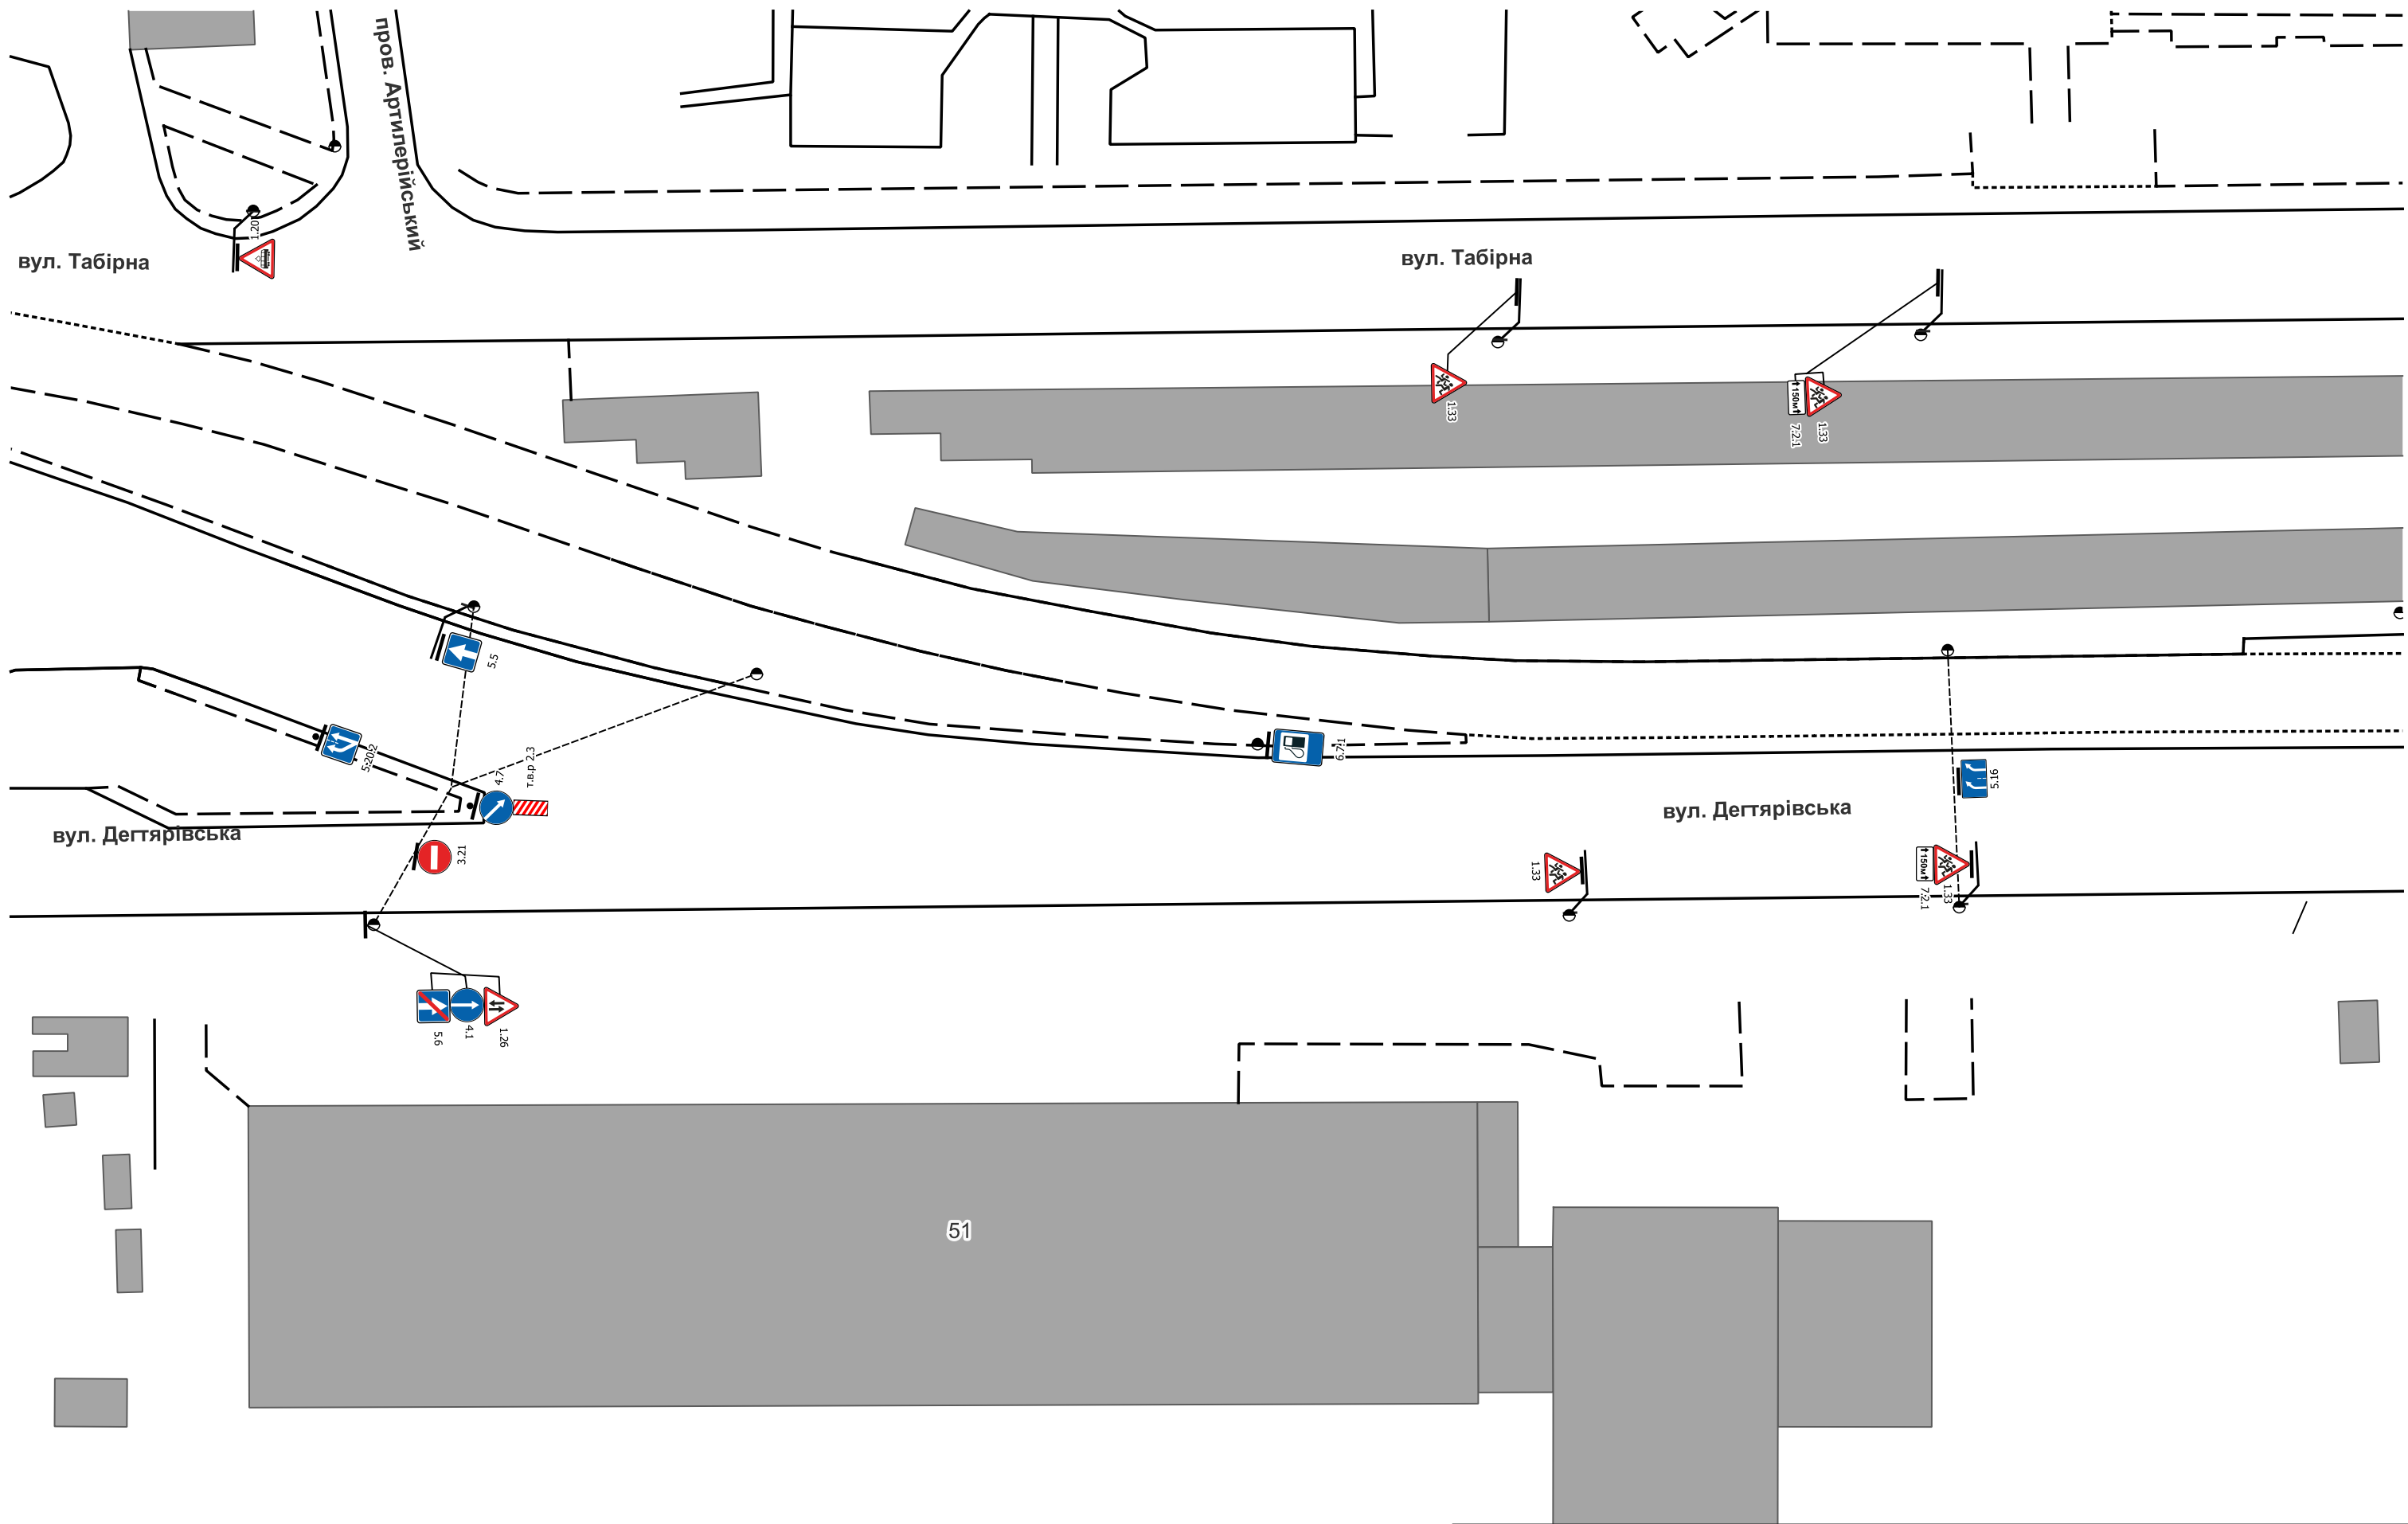 пров. Артилерійський
1.20
вул. Табірна
вул. Табірна
1.33
150м
7.2.1
1.33
5.5
5.20.2
4.7
т.в.р 2.3
6.7.1
5.16
вул. Дегтярівська
вул. Дегтярівська
3.21
1.33
150м
7.2.1
1.33
5.6
4.1
1.26
51